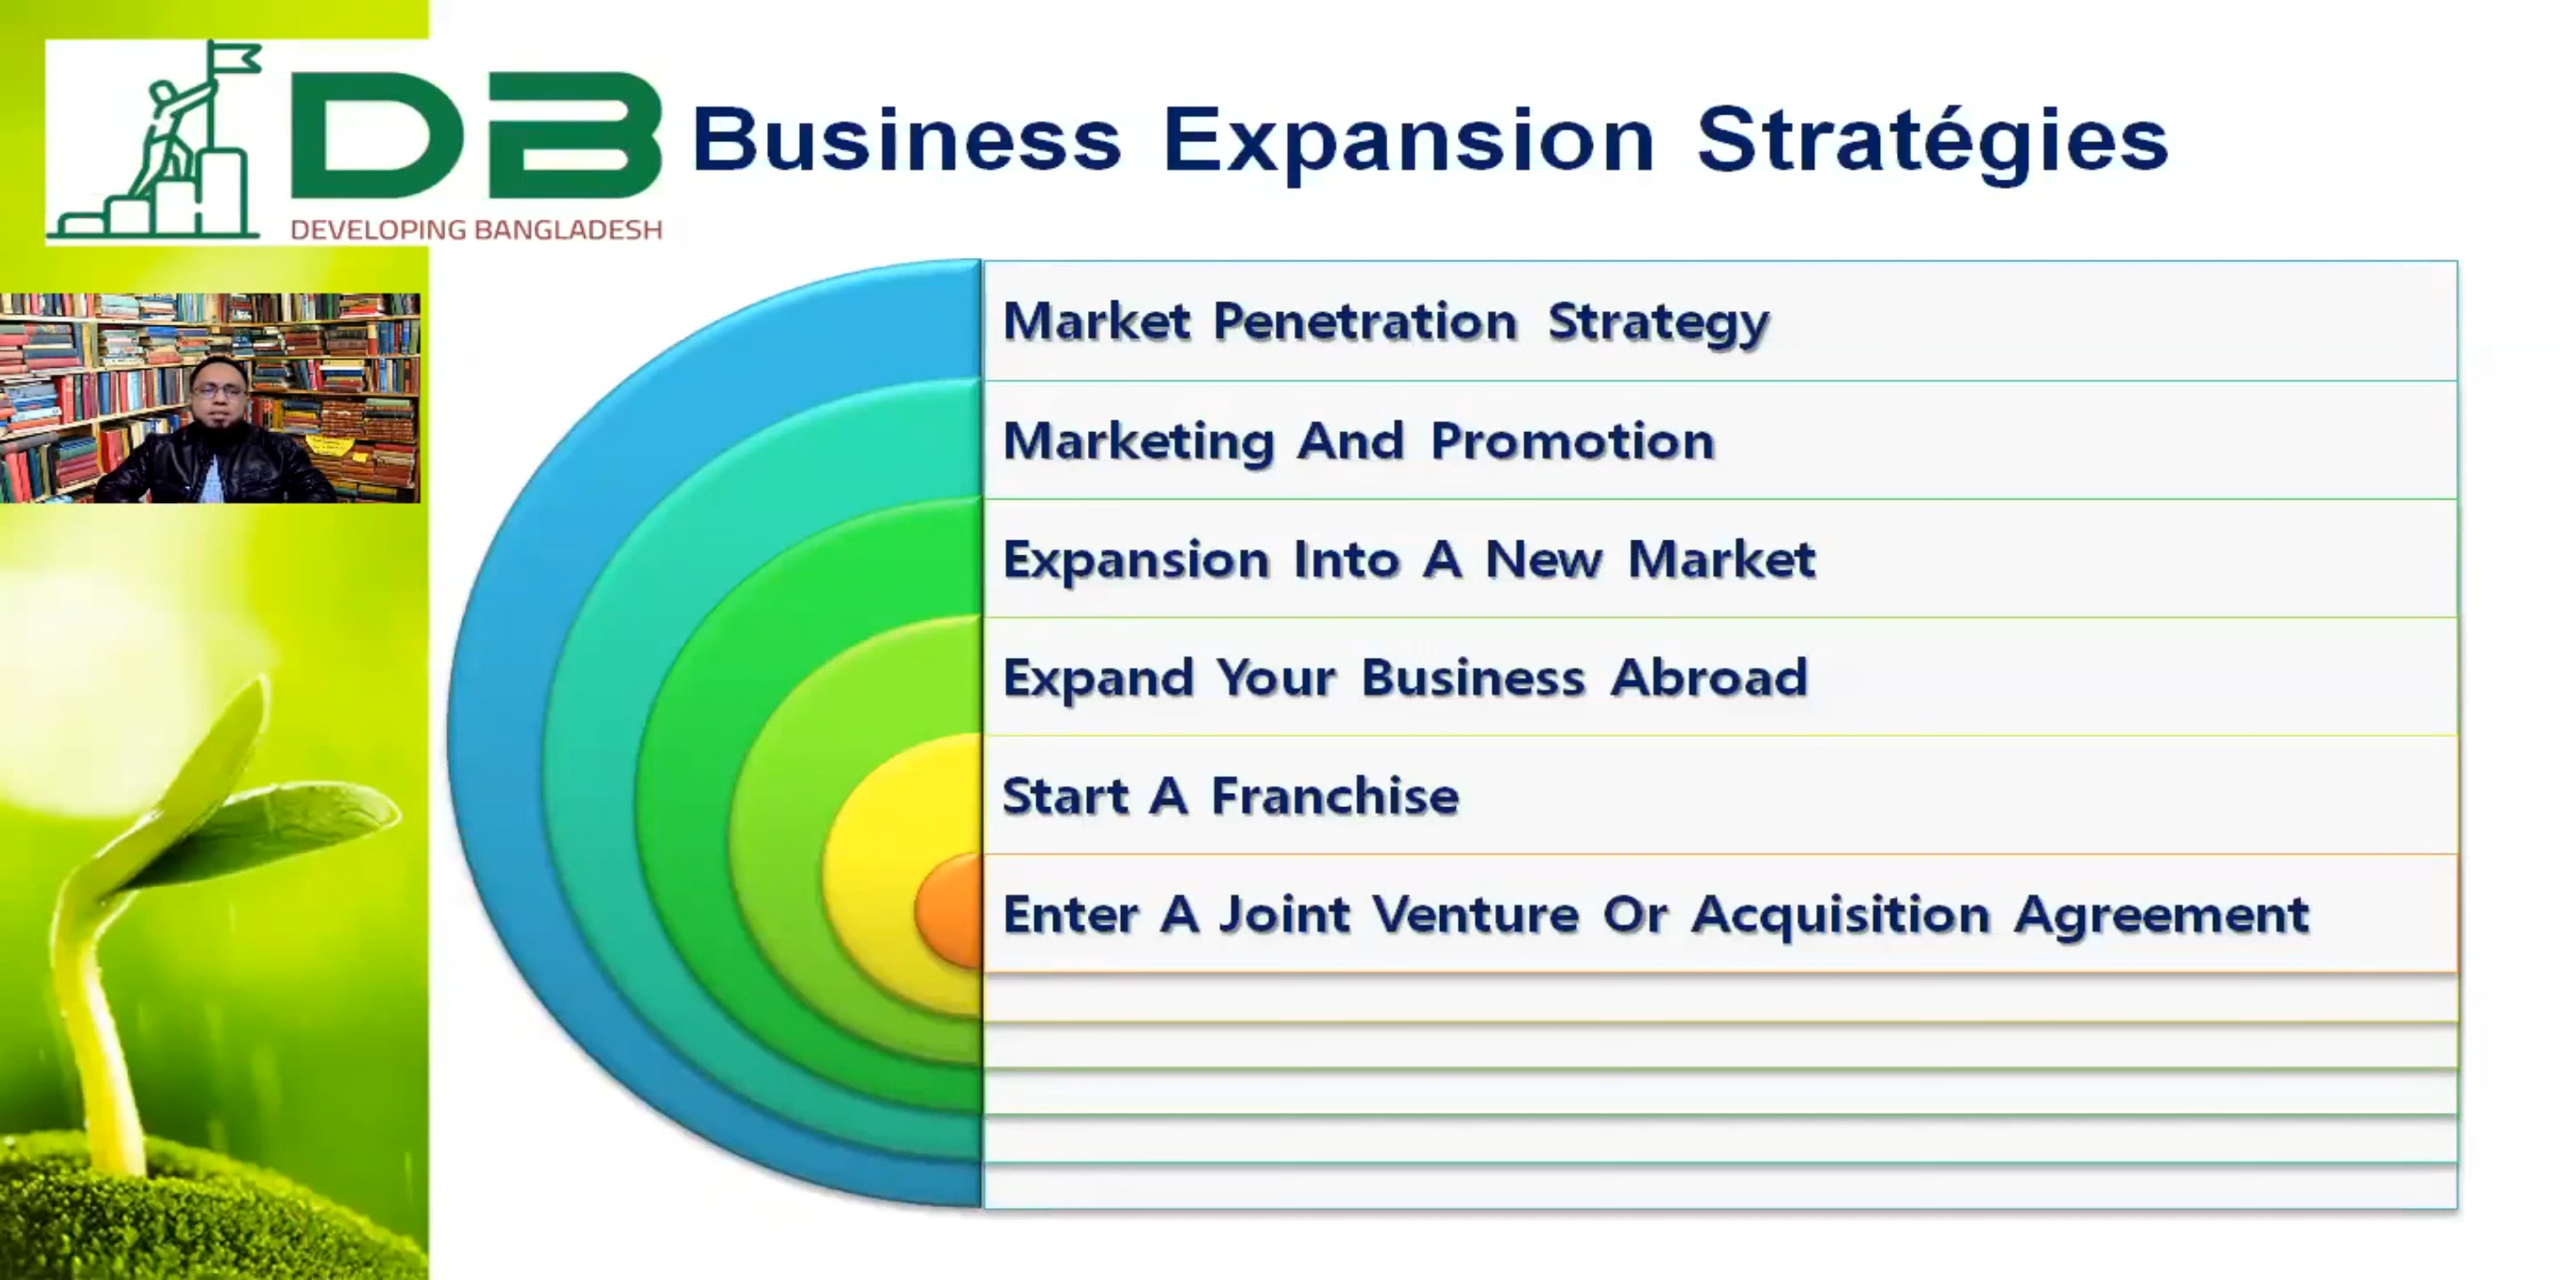 DB
DEVELOPING BANGLADESH
Business Expansion Stratégies
Market Penetration Strategy
Marketing And Promotion
Expansion Into A New Market
Expand Your Business Abroad
Start A Franchise
Enter A Joint Venture Or Acquisition Agreement